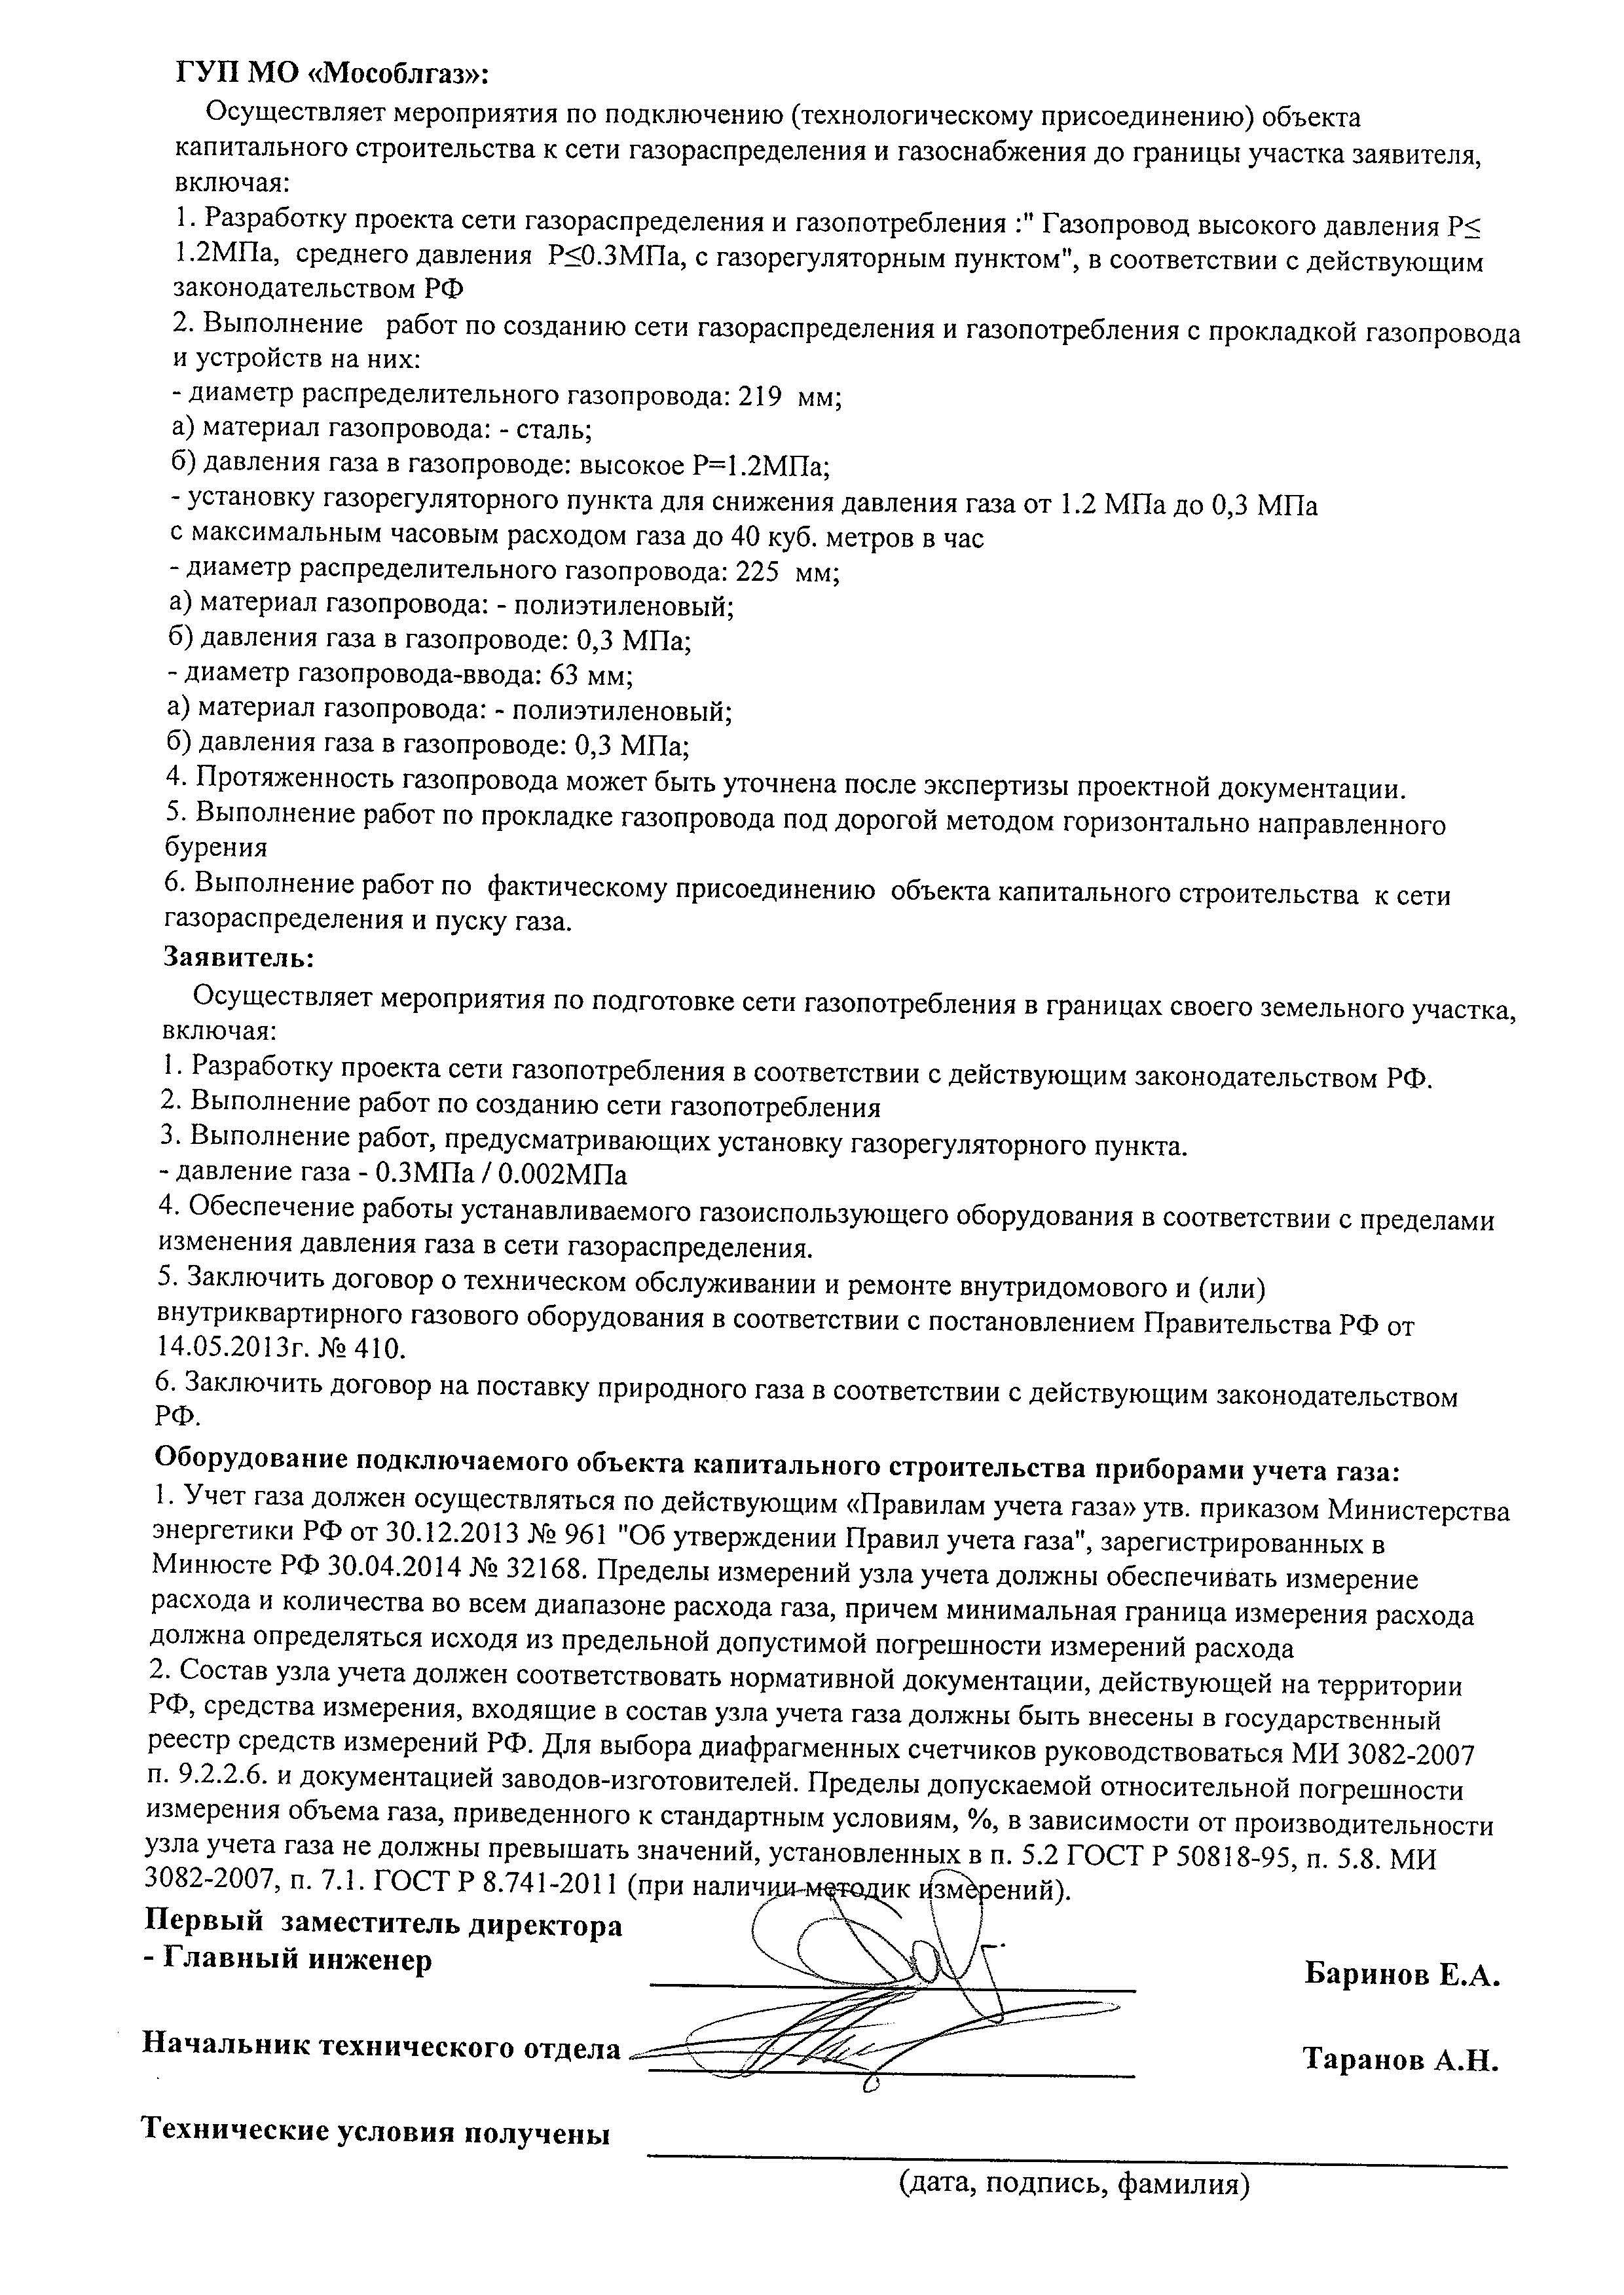 ГУП МО «Мособлгаз»:
Осуществляет мероприятия по подключению (технологическому присоединению) объекта
капитального строительства к сети газораспределения и газоснабжения до границы участка заявителя,
включая:
1. Разработку проекта сети газораспределения и газопотребления :" Газопровод высокого давления Р≤
1.2МПа, среднего давления Р≤0.3МПа, с газорегуляторным пунктом", в соответствии с действующим
законодательством РФ
2. Выполнение работ по созданию сети газораспределения и газопотребления с прокладкой газопровода
и устройств на них:
- диаметр распределительного газопровода: 219 мм;
а) материал газопровода: - сталь;
б) давления газа в газопроводе: высокое Р=1.2МПа;
- установку газорегуляторного пункта для снижения давления газа от 1.2 МПа до 0,3 МПа
с максимальным часовым расходом газа до 40 куб. метров в час
- диаметр распределительного газопровода: 225 мм;
а) материал газопровода: - полиэтиленовый;
б) давления газа в газопроводе: 0,3 МПа;
- диаметр газопровода-ввода: 63 мм;
а) материал газопровода: - полиэтиленовый;
б) давления газа в газопроводе: 0,3 МПа;
4. Протяженность газопровода может быть уточнена после экспертизы проектной документации.
5. Выполнение работ по прокладке газопровода под дорогой методом горизонтально направленного
бурения
6. Выполнение работ по фактическому присоединению объекта капитального строительства к сети
газораспределения и пуску газа.
Заявитель:
Осуществляет мероприятия по подготовке сети газопотребления в границах своего земельного участка,
включая:
1. Разработку проекта сети газопотребления в соответствии с действующим законодательством РФ.
2. Выполнение работ по созданию сети газопотребления
3. Выполнение работ, предусматривающих установку газорегуляторного пункта.
- давление газа - 0.3МПа / 0.002МПа
4. Обеспечение работы устанавливаемого газоиспользующего оборудования в соответствии с пределами
изменения давления газа в сети газораспределения.
5. Заключить договор о техническом обслуживании и ремонте внутридомового и (или)
внутриквартирного газового оборудования в соответствии с постановлением Правительства РФ от
14.05.2013г. № 410.
6. Заключить договор на поставку природного газа в соответствии с действующим законодательством
РФ.
Оборудование подключаемого объекта капитального строительства приборами учета газа:
1. Учет газа должен осуществляться по действующим «Правилам учета газа» утв. приказом Министерства
энергетики РФ от 30.12.2013 № 961 "Об утверждении Правил учета газа", зарегистрированных в
Минюсте РФ 30.04.2014 № 32168. Пределы измерений узла учета должны обеспечивать измерение
расхода и количества во всем диапазоне расхода газа, причем минимальная граница измерения расхода
должна определяться исходя из предельной допустимой погрешности измерений расхода
2. Состав узла учета должен соответствовать нормативной документации, действующей на территории
РФ, средства измерения, входящие в состав узла учета газа должны быть внесены в государственный
реестр средств измерений РФ. Для выбора диафрагменных счетчиков руководствоваться МИ 3082-2007
п. 9.2.2.6. и документацией заводов-изготовителей. Пределы допускаемой относительной погрешности
измерения объема газа, приведенного к стандартным условиям, %, в зависимости от производительности
узла учета газа не должны превышать значений, установленных в п. 5.2 ГОСТ Р 50818-95, п. 5.8. МИ
3082-2007, п. 7.1. ГОСТ Р 8.741-2011 (при наличии методик измерений).
Первый заместитель директора
- Главный инженер Баринов Е.А.
Начальник технического отдела Таранов А.Н.
Технические условия получены
(дата, подпись, фамилия)